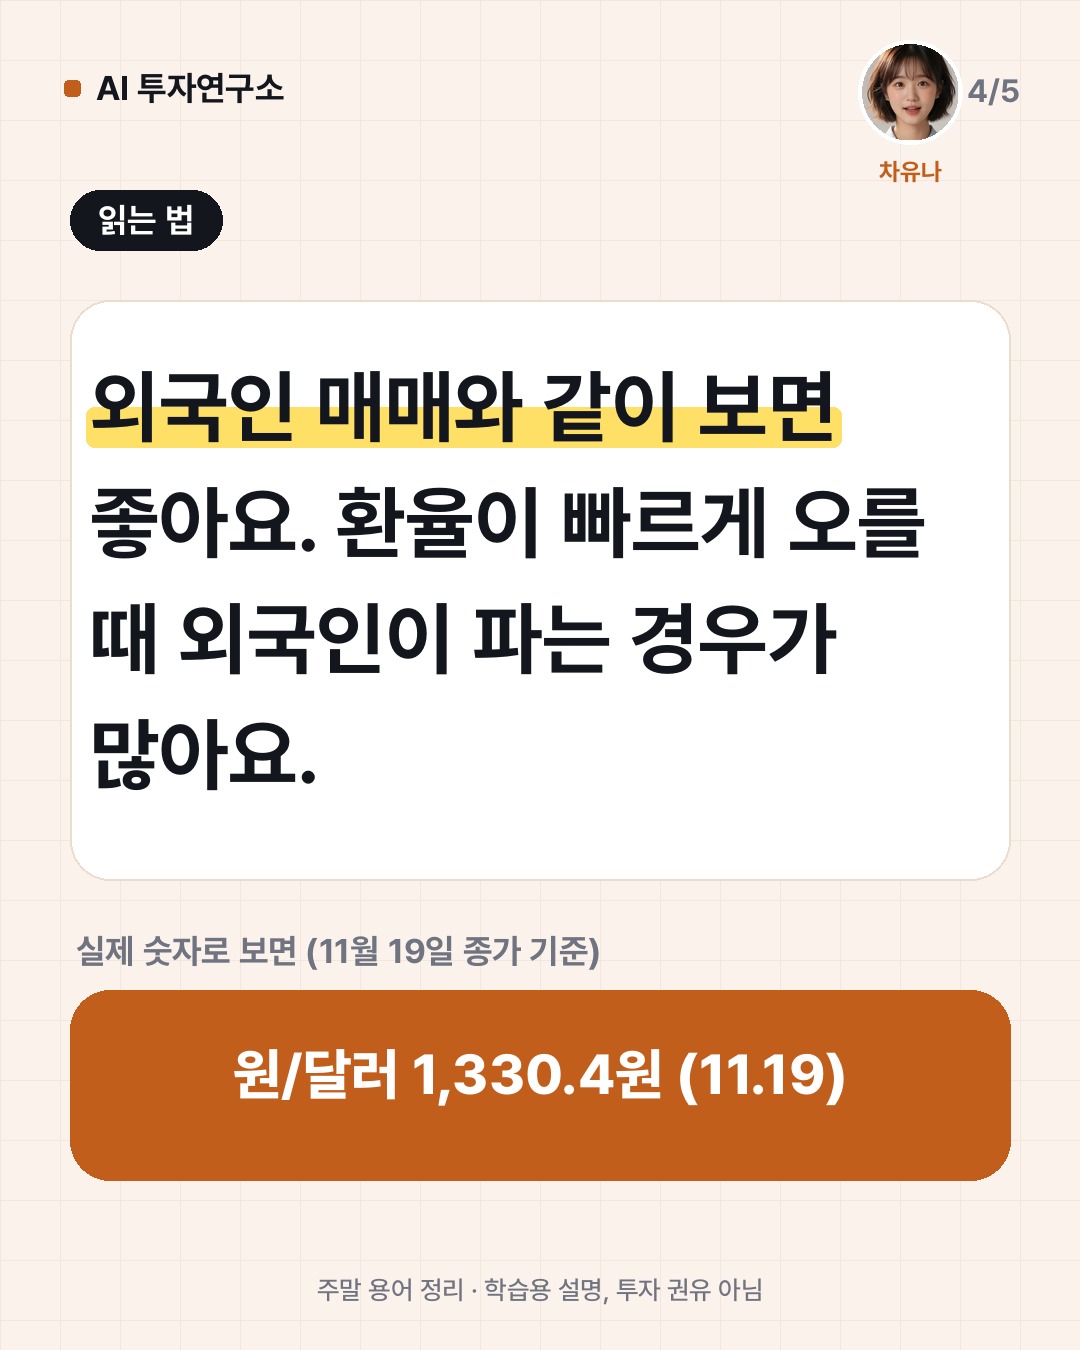 AI 투자연구소
4/5
차유나
읽는 법
외국인 매매와 같이 보면
좋아요. 환율이 빠르게 오를
때 외국인이 파는 경우가
많아요.
실제 숫자로 보면 (11월 19일 종가 기준)
원/달러 1,330.4원 (11.19)
주말 용어 정리 · 학습용 설명, 투자 권유 아님